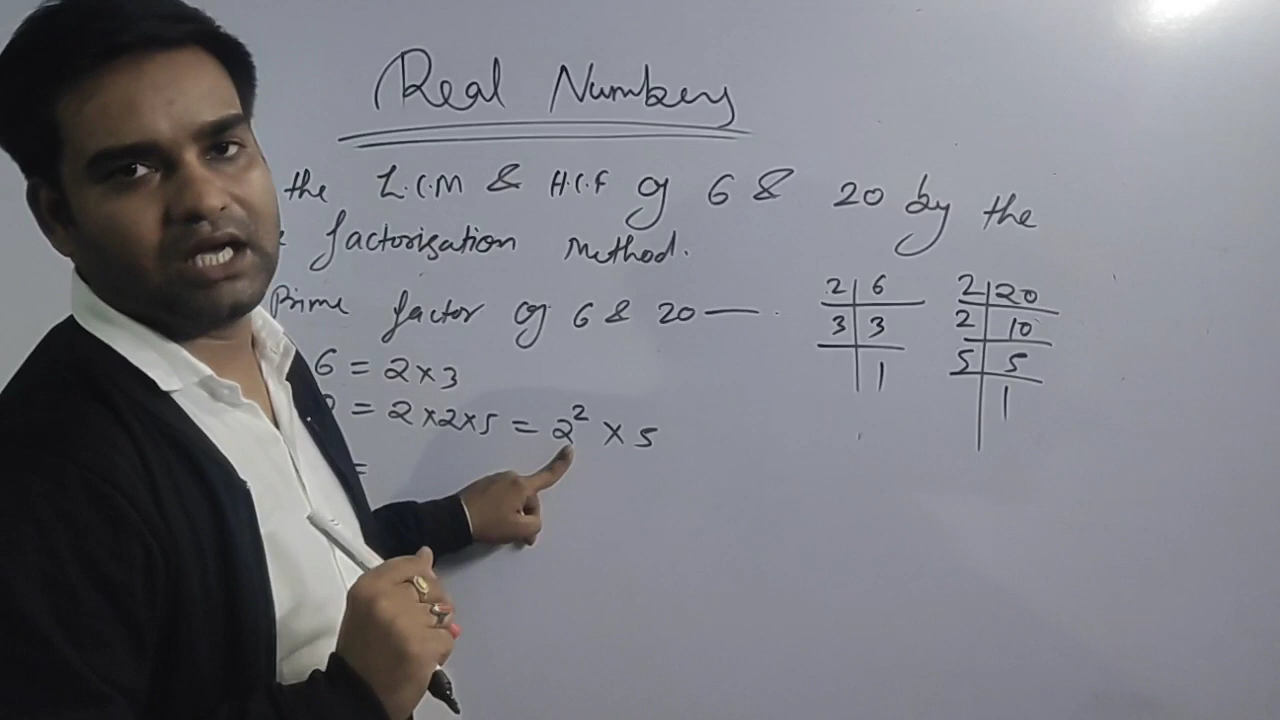 Real Numbers
the L.C.M & H.C.F of 6 & 20 by the
factorisation Method.
Prime factor of 6 & 20 — .
6 = 2 × 3
= 2 × 2 × 5 = 2² × 5
=
2 | 6
3 | 3
1
2 | 20
2 | 10
5 | 5
1